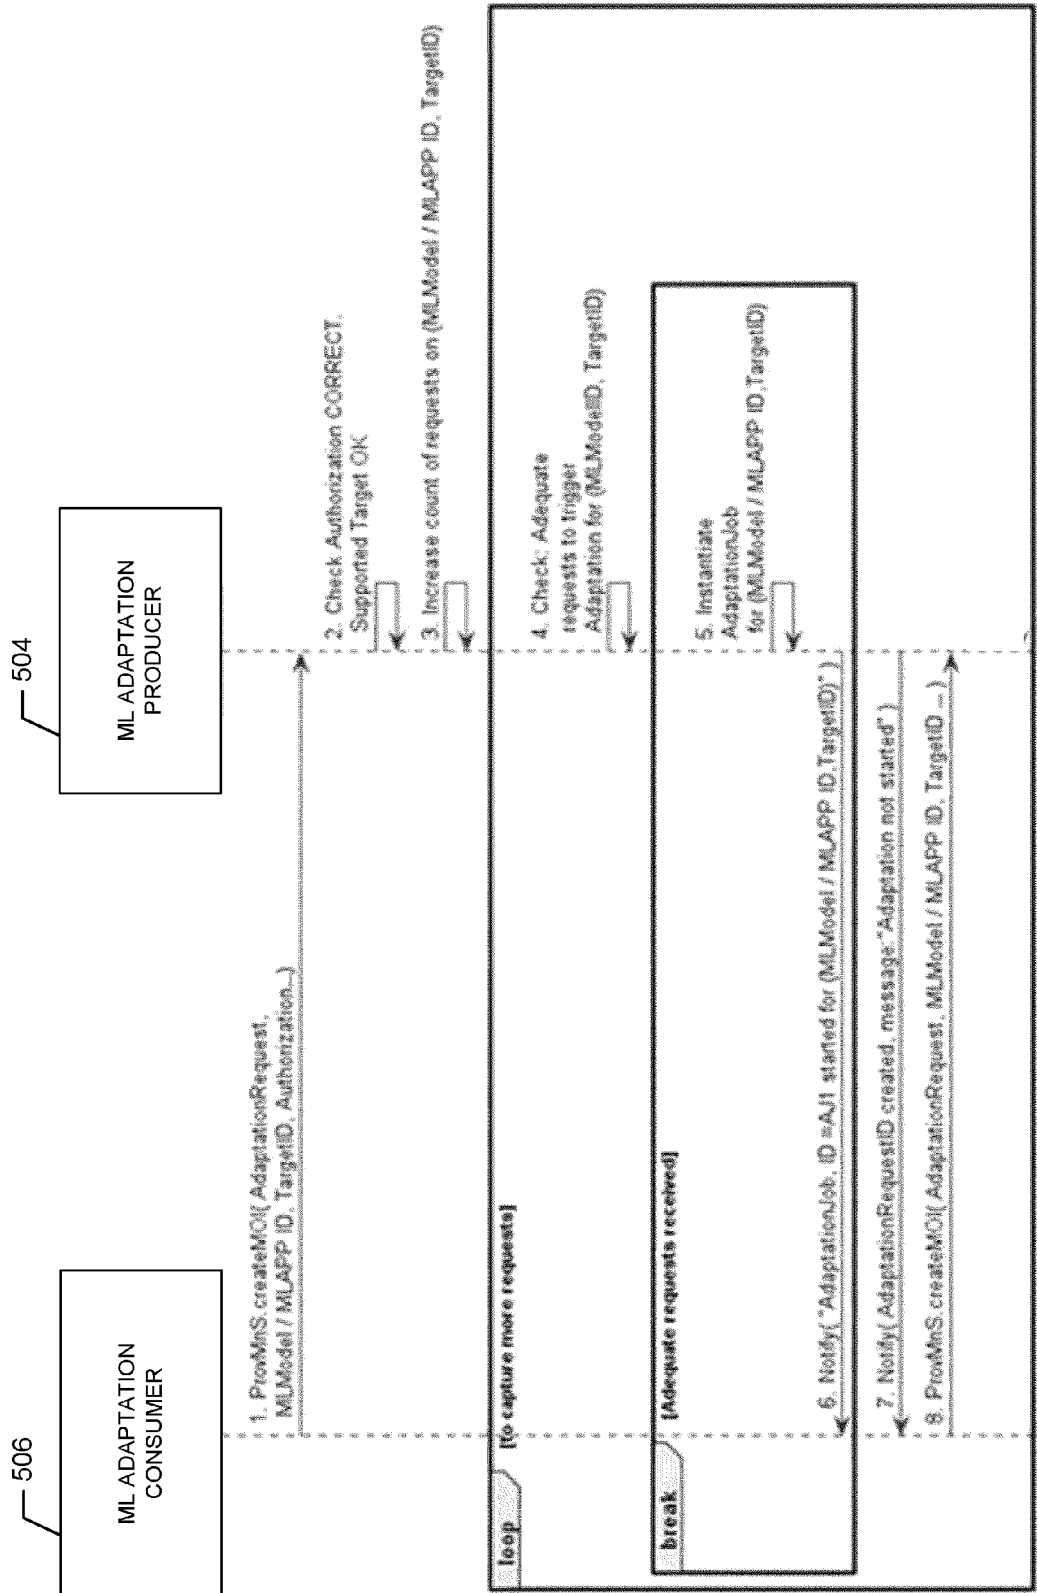 506
504
ML ADAPTATION
CONSUMER
ML ADAPTATION
PRODUCER
1. ProvMnS.createMOI( AdaptationRequest,
MLModel / MLAPP ID, TargetID, Authorization...)
2. Check Authorization CORRECT,
Supported Target OK
3. Increase count of requests on (MLModel / MLAPP ID, TargetID)
loop
[to capture more requests]
4. Check: Adequate
requests to trigger
Adaptation for (MLModelID, TargetID)
break
[Adequate requests received]
5. Instantiate
AdaptationJob
for (MLModel / MLAPP ID,TargetID)
6. Notify( "AdaptationJob, ID =AJ1 started for (MLModel / MLAPP ID,TargetID)" )
7. Notify( AdaptationRequestID created, message:"Adaptation not started" )
8. ProvMnS.createMOI( AdaptationRequest, MLModel / MLAPP ID, TargetID ... )